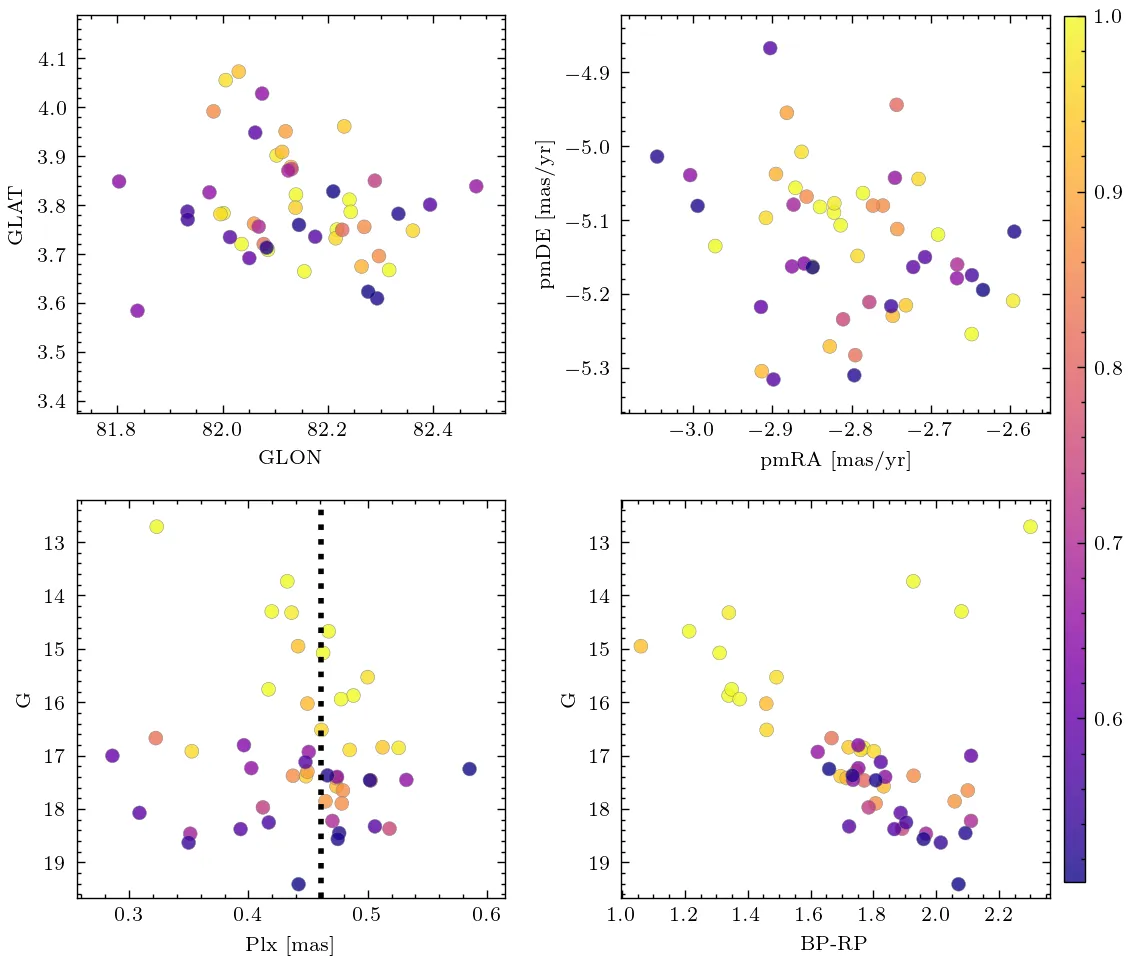 4.1
4.0
3.9
3.8
3.7
3.6
3.5
3.4
GLAT
81.8 82.0 82.2 82.4
GLON
−4.9
−5.0
−5.1
−5.2
−5.3
pmDE [mas/yr]
−3.0 −2.9 −2.8 −2.7 −2.6
pmRA [mas/yr]
1.0
0.9
0.8
0.7
0.6
13
14
15
16
17
18
19
G
0.3 0.4 0.5 0.6
Plx [mas]
13
14
15
16
17
18
19
G
1.0 1.2 1.4 1.6 1.8 2.0 2.2
BP-RP